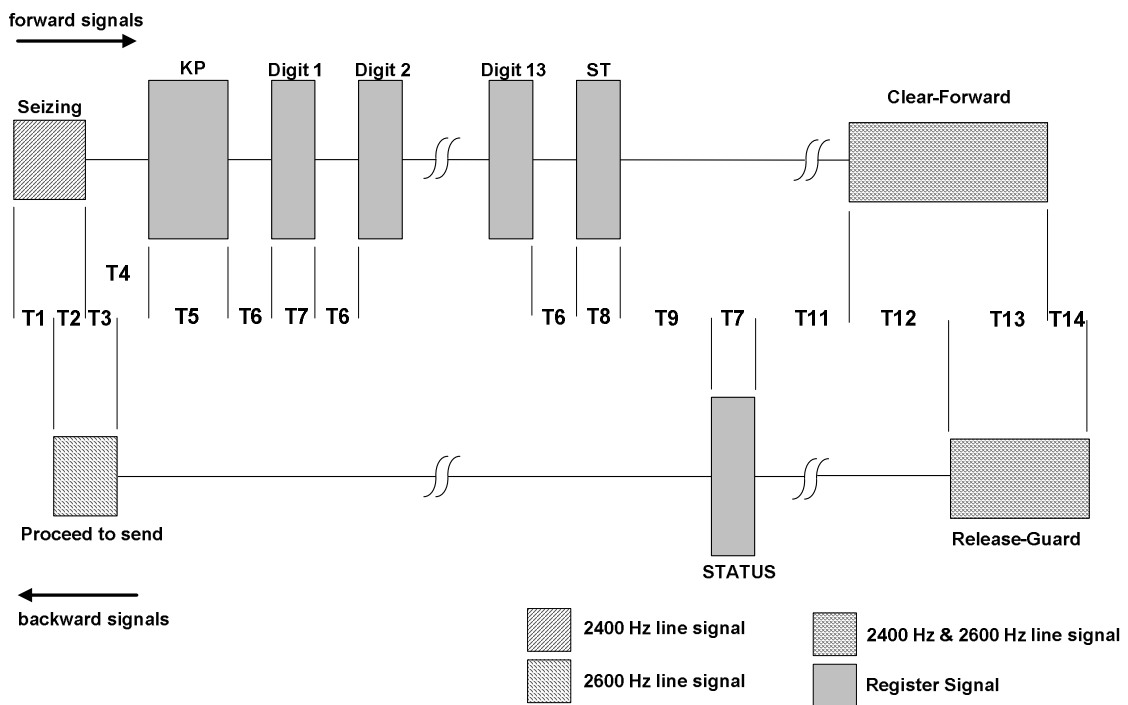 forward signals
KP
Digit 1
Digit 2
Digit 13
ST
Seizing
Clear-Forward
T4
T1
T2
T3
T5
T6
T7
T6
T6
T8
T9
T7
T11
T12
T13
T14
Proceed to send
STATUS
Release-Guard
backward signals
2400 Hz line signal
2400 Hz & 2600 Hz line signal
2600 Hz line signal
Register Signal